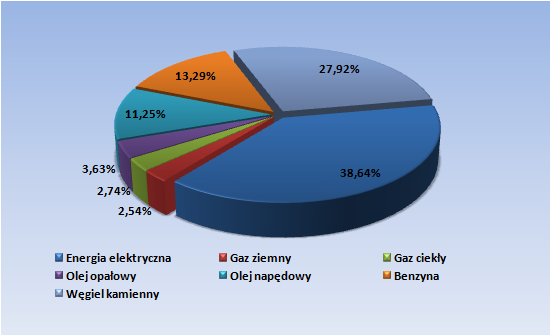 27,92%
13,29%
11,25%
38,64%
3,63%
2,74%
2,54%
Energia elektryczna Gaz ziemny Gaz ciekły
Olej opałowy Olej napędowy Benzyna
Węgiel kamienny